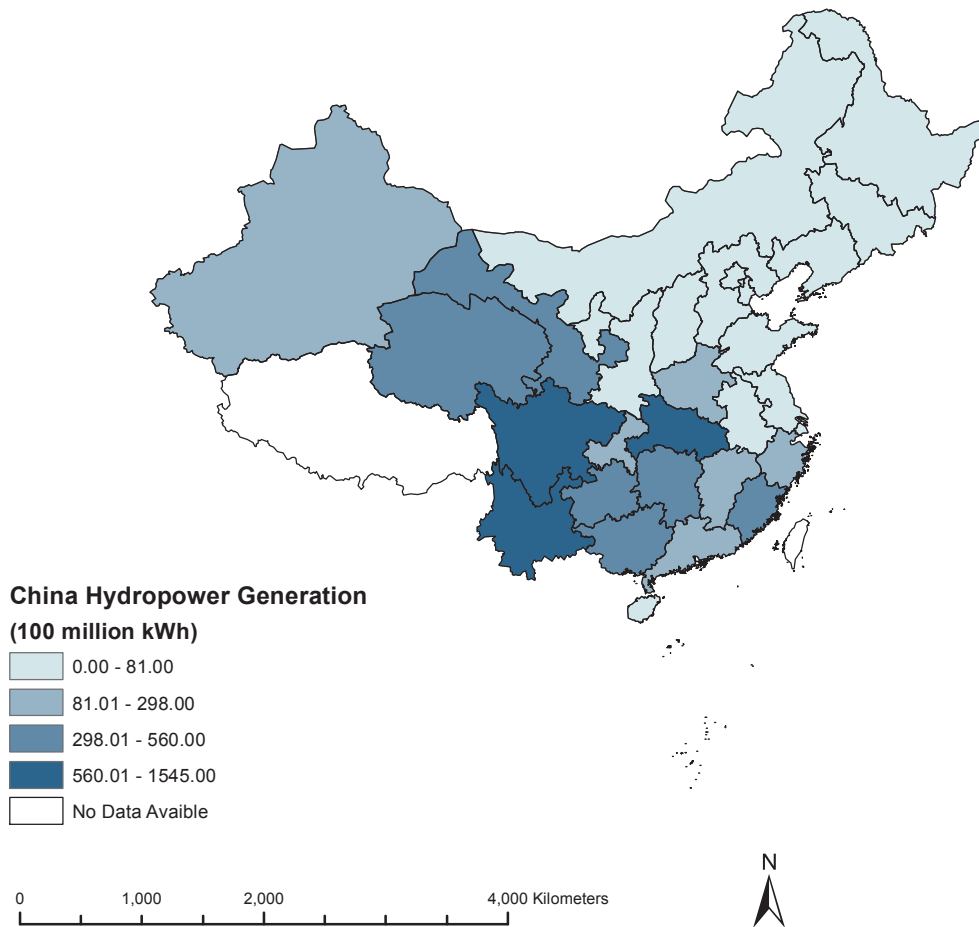 China Hydropower Generation
(100 million kWh)
0.00 - 81.00
81.01 - 298.00
298.01 - 560.00
560.01 - 1545.00
No Data Avaible
0 1,000 2,000 4,000 Kilometers
N